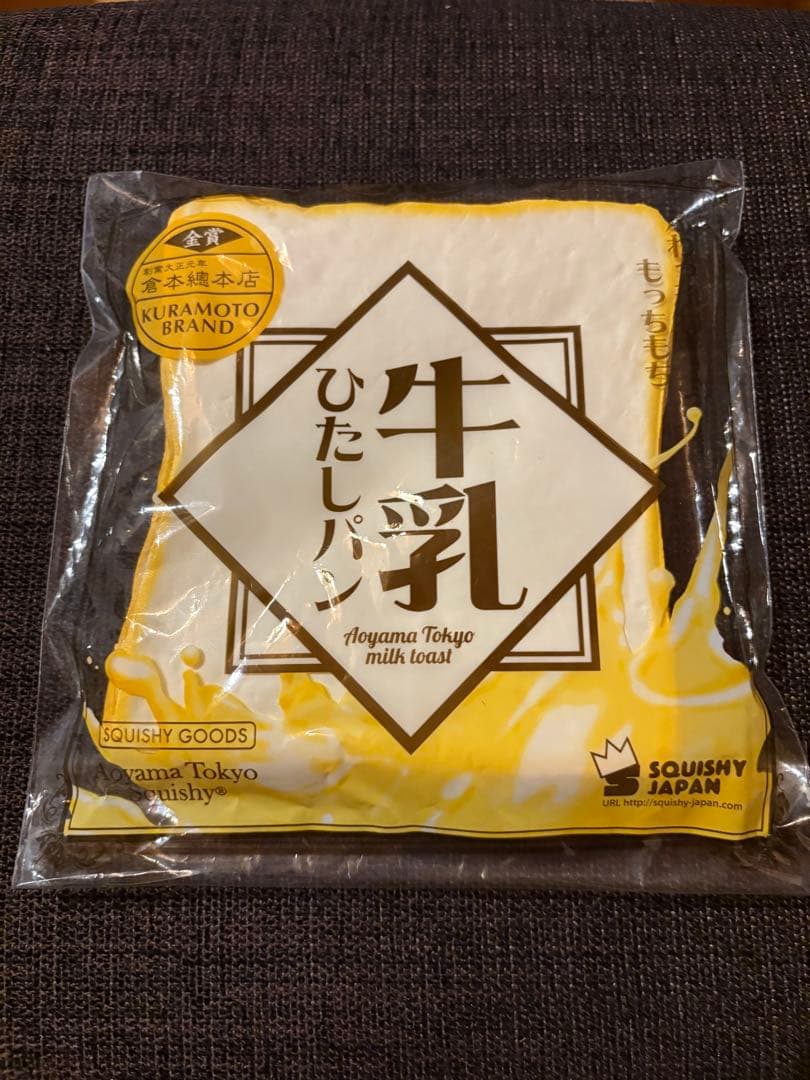 金賞
創業大正元年
倉本總本店
KURAMOTO
BRAND
もっちもち
牛乳
ひたしパン
Aoyama Tokyo
milk toast
SQUISHY GOODS
Aoyama Tokyo
Squishy®
SQUISHY
JAPAN
URL http://squishy-japan.com